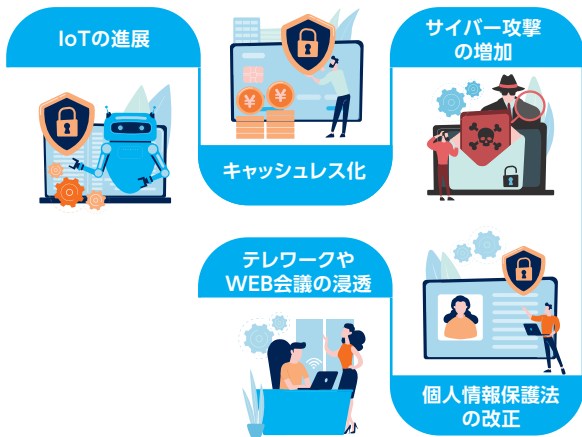 IoTの進展
キャッシュレス化
サイバー攻撃
の増加
テレワークや
WEB会議の浸透
個人情報保護法
の改正
¥
¥